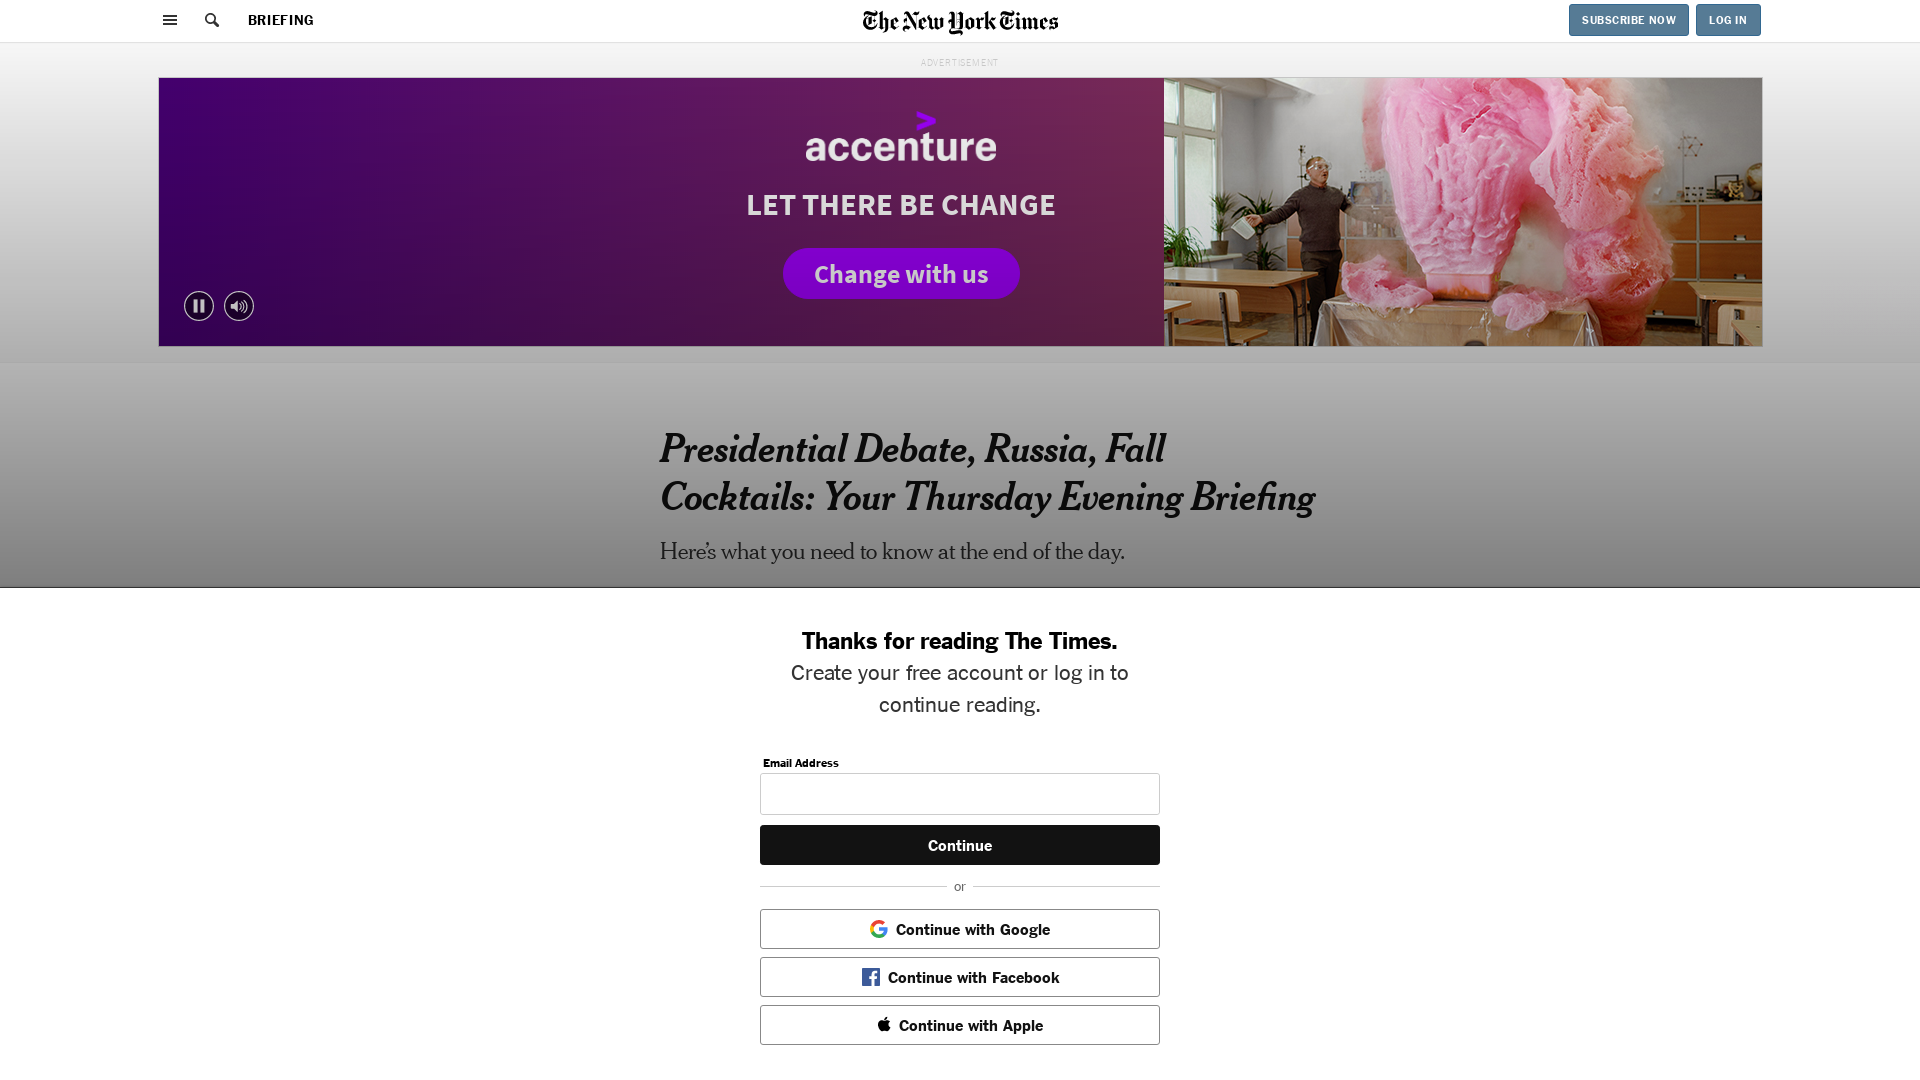 BRIEFING
The New York Times
SUBSCRIBE NOW
LOG IN
ADVERTISEMENT
accenture
LET THERE BE CHANGE
Change with us
Presidential Debate, Russia, Fall
Cocktails: Your Thursday Evening Briefing
Here’s what you need to know at the end of the day.
Thanks for reading The Times.
Create your free account or log in to
continue reading.
Email Address
Continue
or
Continue with Google
Continue with Facebook
Continue with Apple